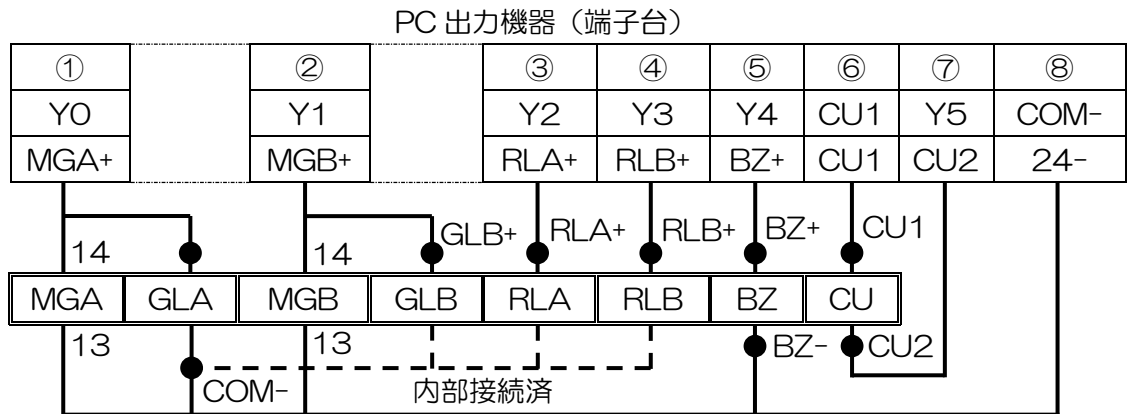 PC 出力機器（端子台）
① ② ③ ④ ⑤ ⑥ ⑦ ⑧
Y0 Y1 Y2 Y3 Y4 CU1 Y5 COM-
MGA+ MGB+ RLA+ RLB+ BZ+ CU1 CU2 24-
14 14 GLB+ RLA+ RLB+ BZ+ CU1
MGA GLA MGB GLB RLA RLB BZ CU
13 13 BZ- CU2
COM- 内部接続済